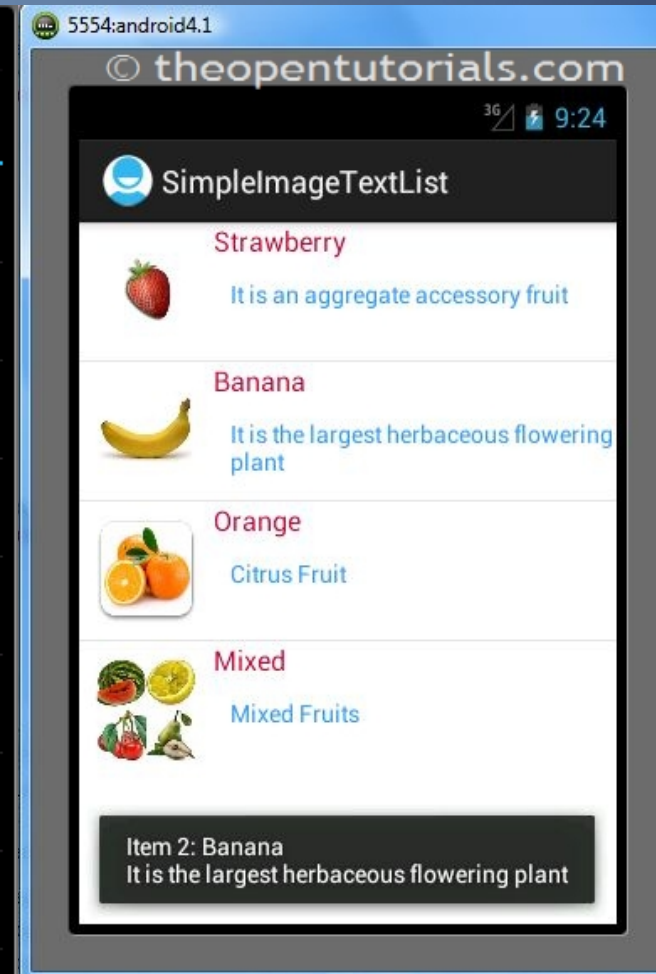 5554:android4.1
© theopentutorials.com
3G 9:24
SimpleImageTextList
Strawberry
It is an aggregate accessory fruit
Banana
It is the largest herbaceous flowering
plant
Orange
Citrus Fruit
Mixed
Mixed Fruits
Item 2: Banana
It is the largest herbaceous flowering plant